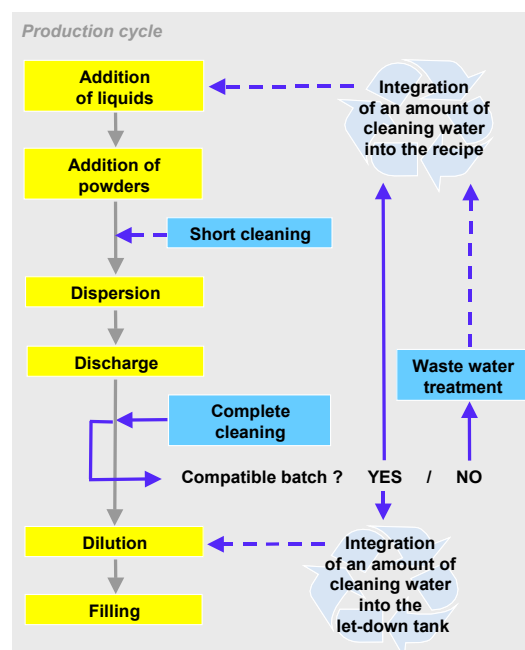 Production cycle
Addition
of liquids
Integration
of an amount of
cleaning water
into the recipe
Addition of
powders
Short cleaning
Dispersion
Discharge
Waste water
treatment
Complete
cleaning
Compatible batch ? YES / NO
Dilution
Integration
of an amount of
cleaning water
into the
let-down tank
Filling